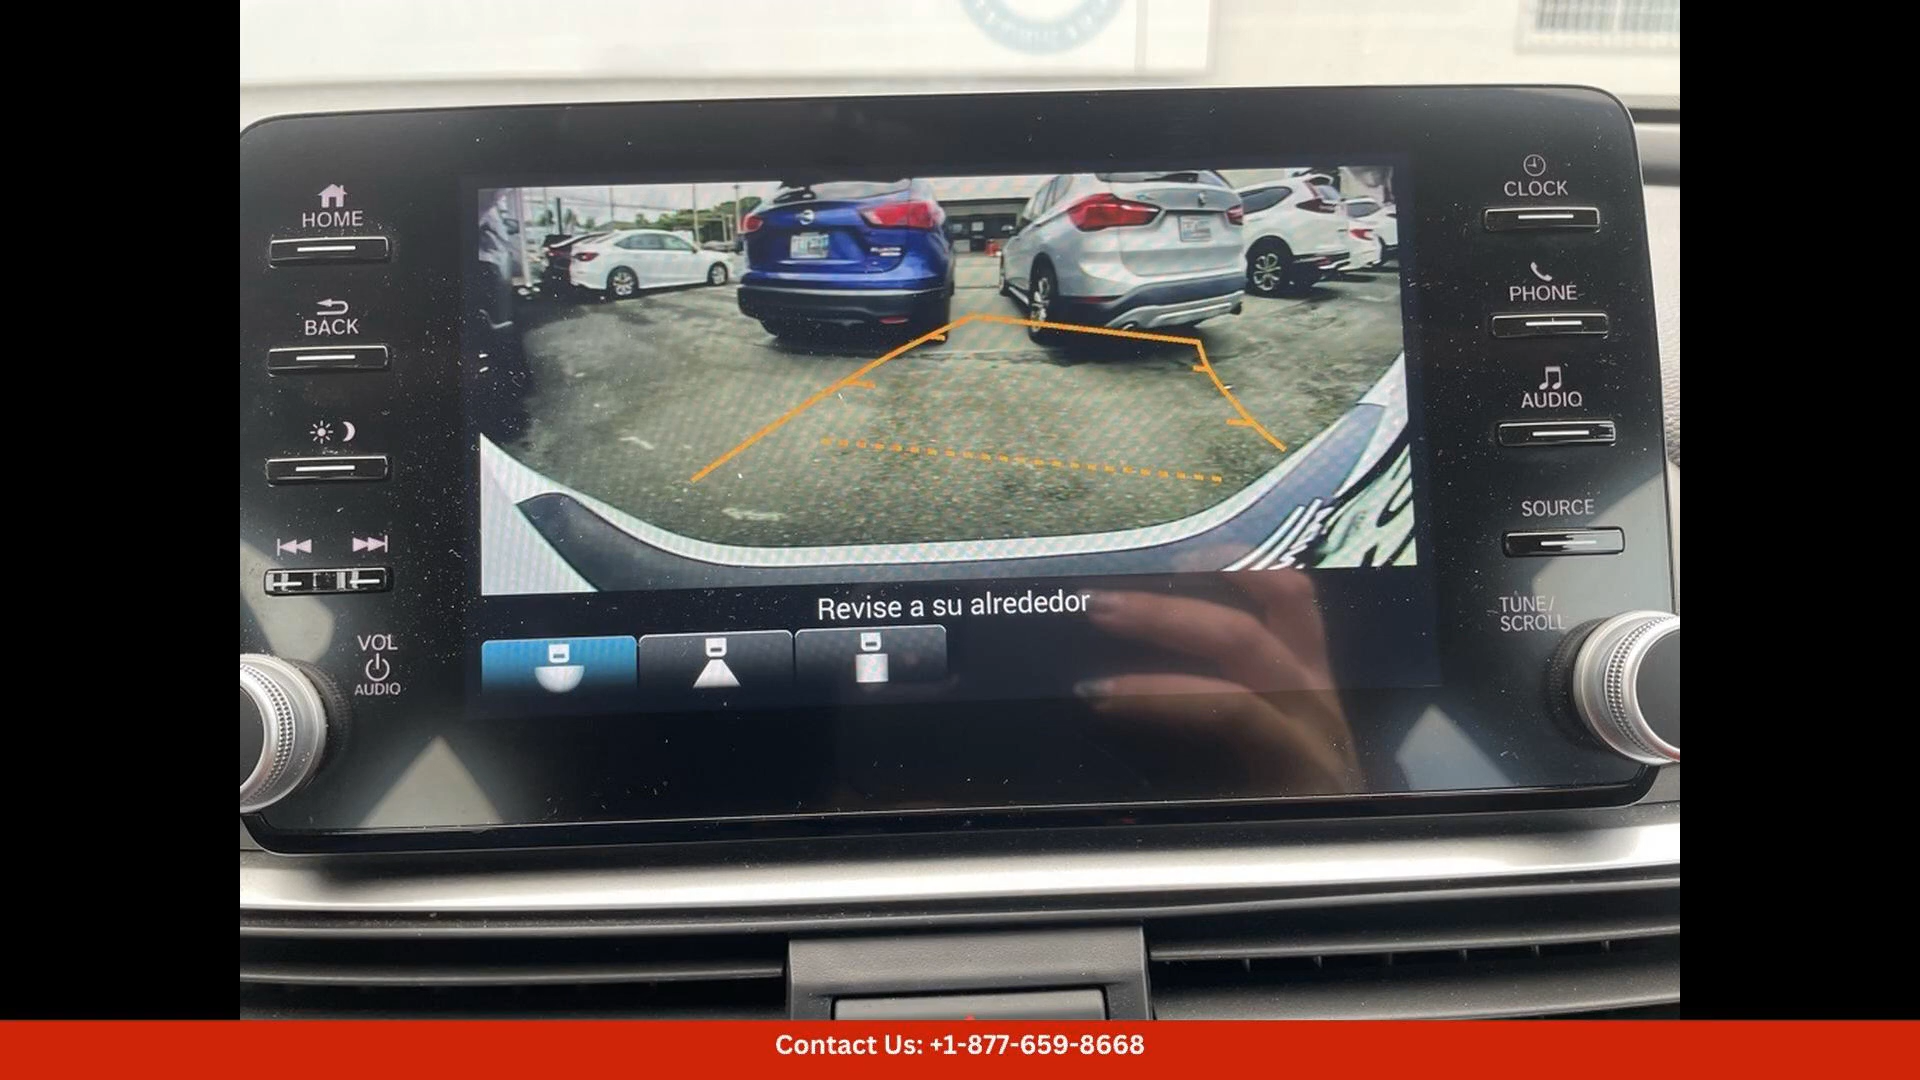 HOME
BACK
VOL
AUDIO
CLOCK
PHONE
AUDIO
SOURCE
TUNE/
SCROLL
Revise a su alrededor
Contact Us: +1-877-659-8668